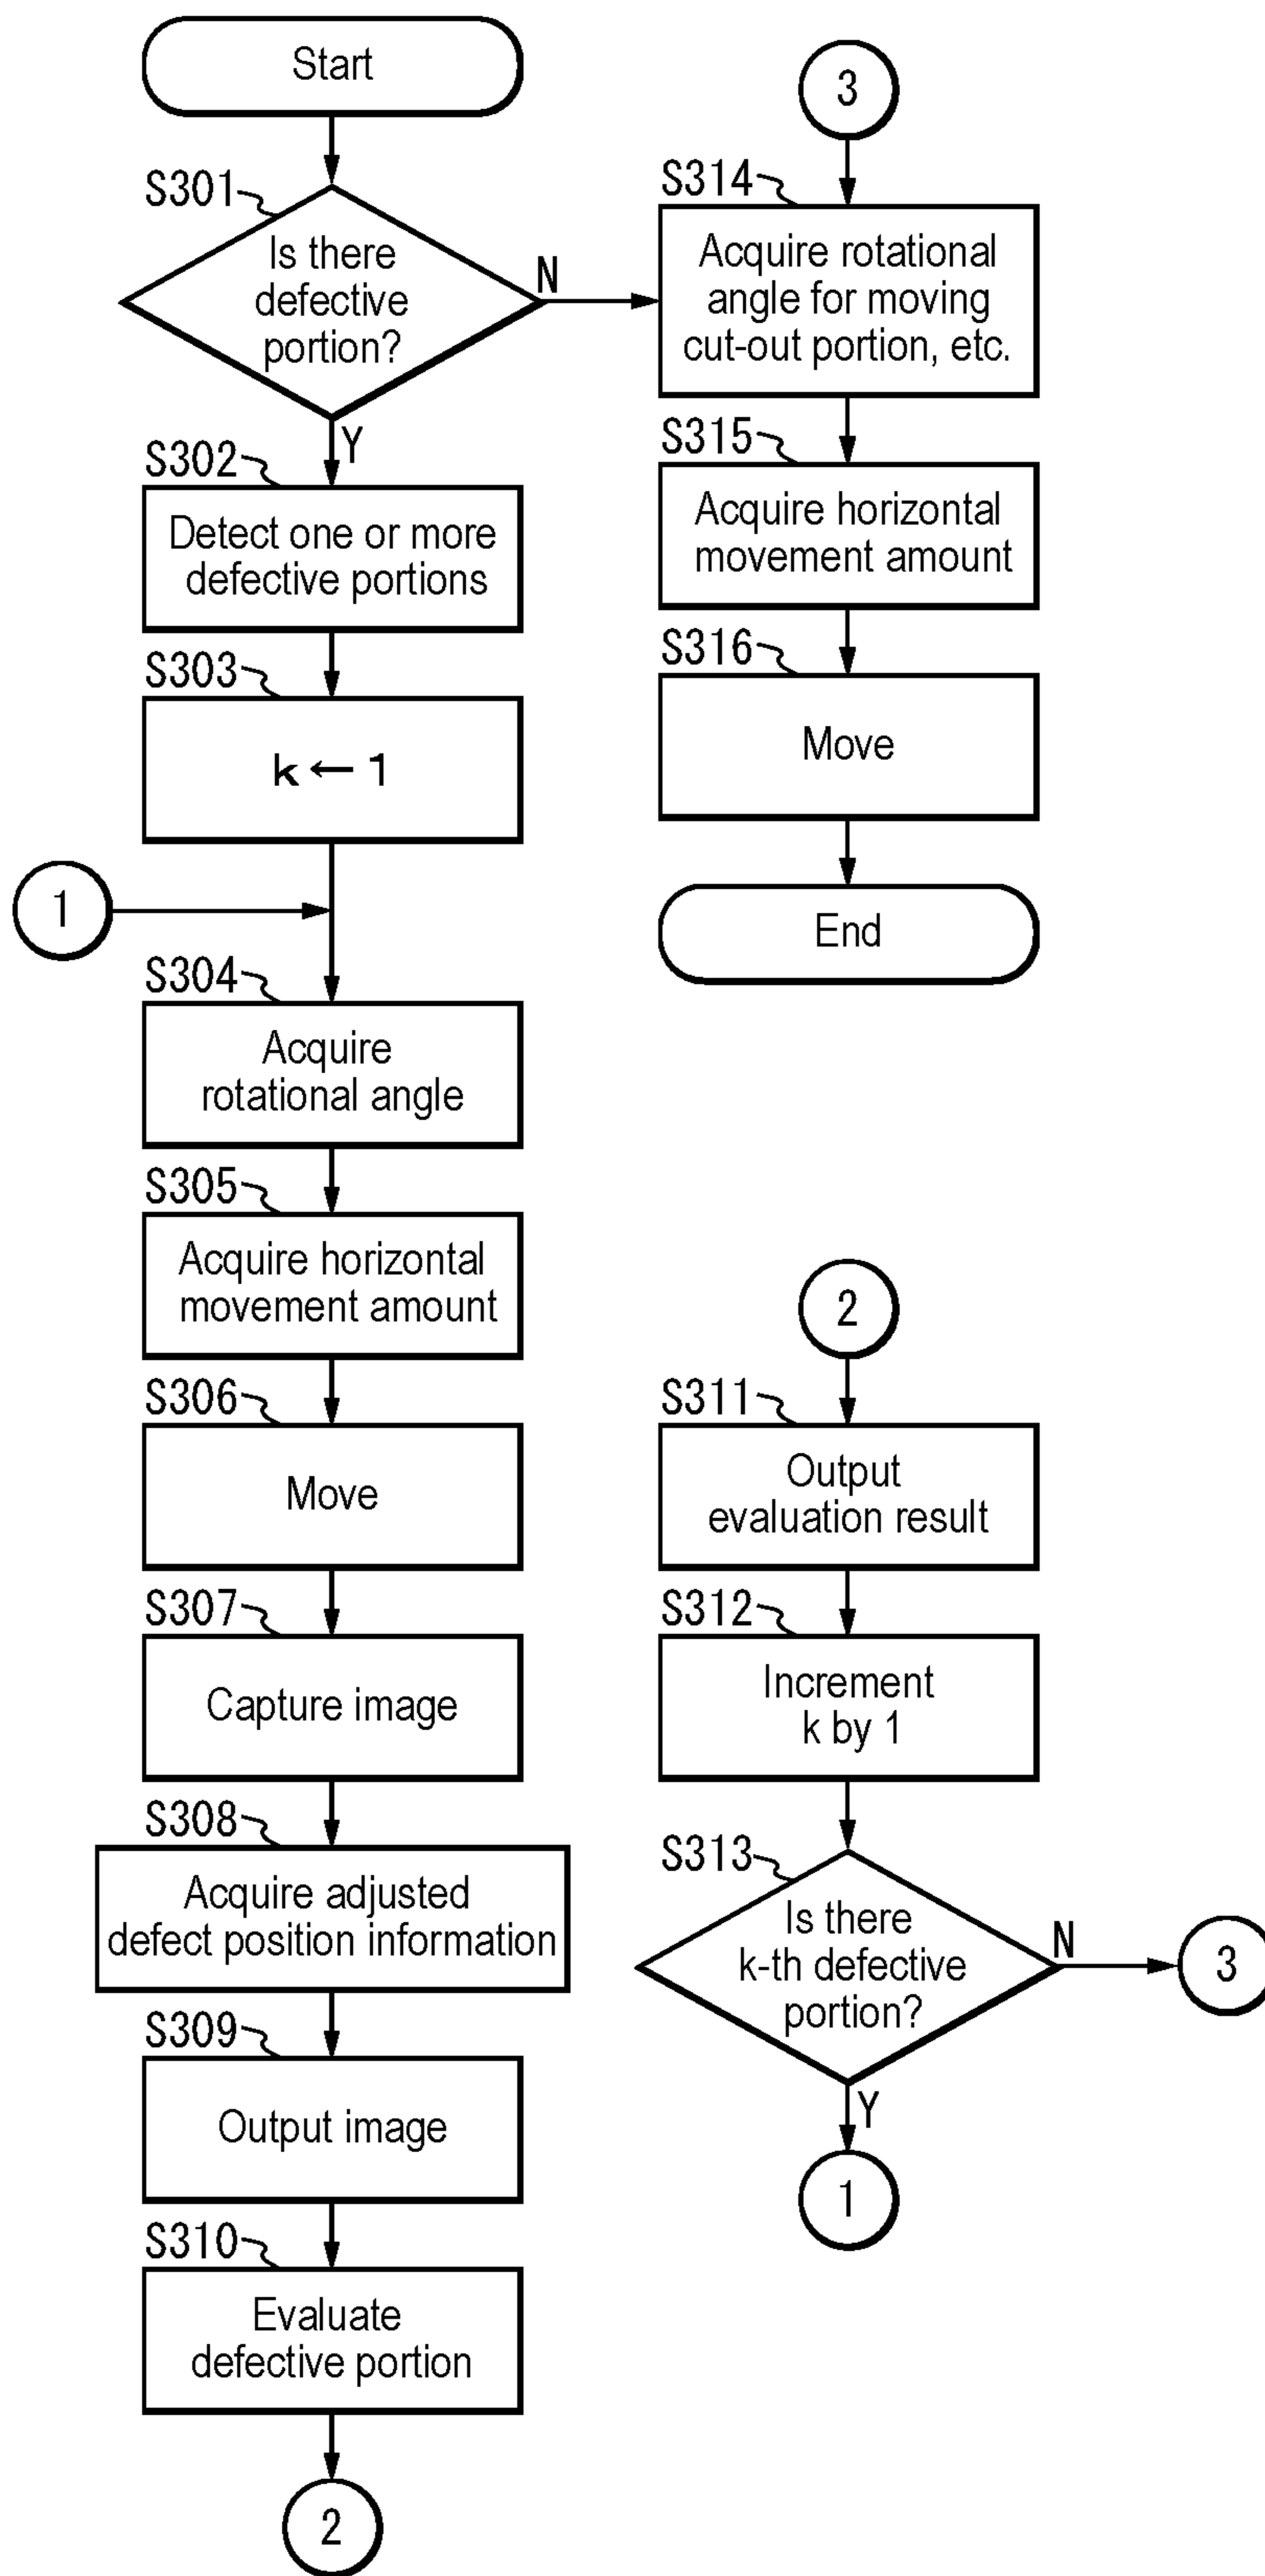 Start
S301
Is there
defective
portion?
N
Y
S302
Detect one or more
defective portions
S303
k ← 1
1
S304
Acquire
rotational angle
S305
Acquire horizontal
movement amount
S306
Move
S307
Capture image
S308
Acquire adjusted
defect position information
S309
Output image
S310
Evaluate
defective portion
2
3
S314
Acquire rotational
angle for moving
cut-out portion, etc.
S315
Acquire horizontal
movement amount
S316
Move
End
2
S311
Output
evaluation result
S312
Increment
k by 1
S313
Is there
k-th defective
portion?
N
3
Y
1